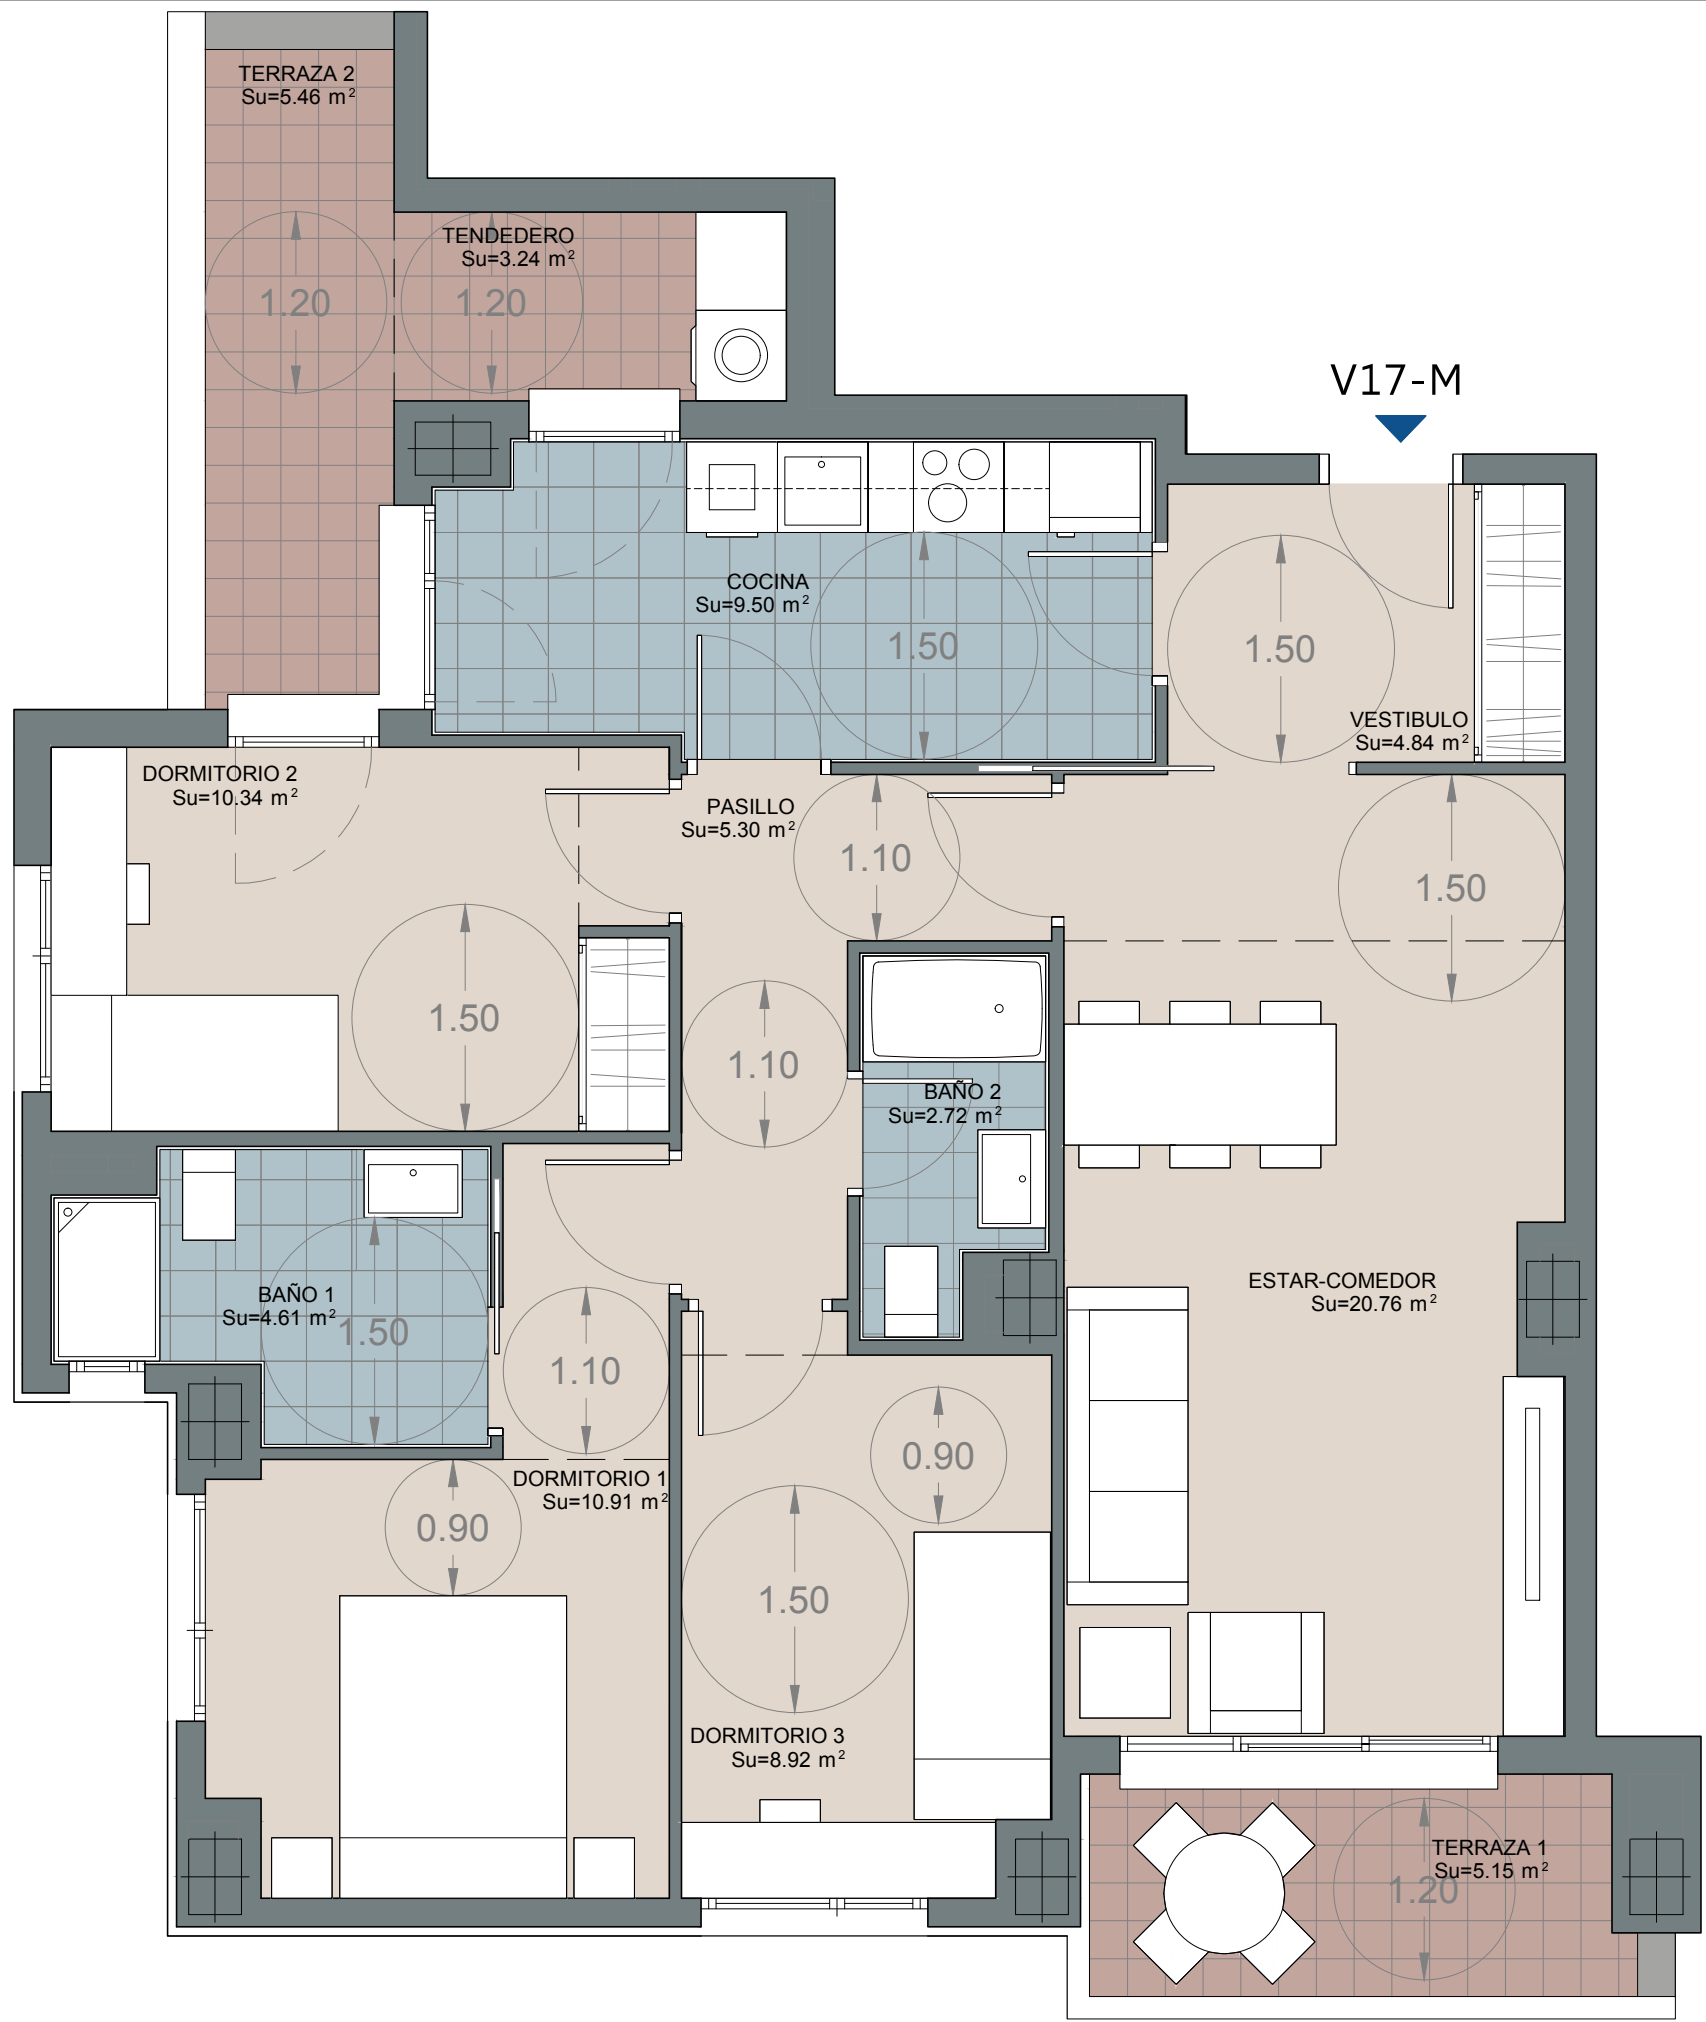 TERRAZA 2
Su=5.46 m²
TENDEDERO
Su=3.24 m²
1.20
1.20
V17-M
COCINA
Su=9.50 m²
1.50
1.50
VESTIBULO
Su=4.84 m²
DORMITORIO 2
Su=10.34 m²
PASILLO
Su=5.30 m²
1.10
1.50
1.50
1.10
BAÑO 2
Su=2.72 m²
BAÑO 1
Su=4.61 m²
1.50
ESTAR-COMEDOR
Su=20.76 m²
1.10
0.90
DORMITORIO 1
Su=10.91 m²
0.90
1.50
DORMITORIO 3
Su=8.92 m²
TERRAZA 1
Su=5.15 m²
1.20